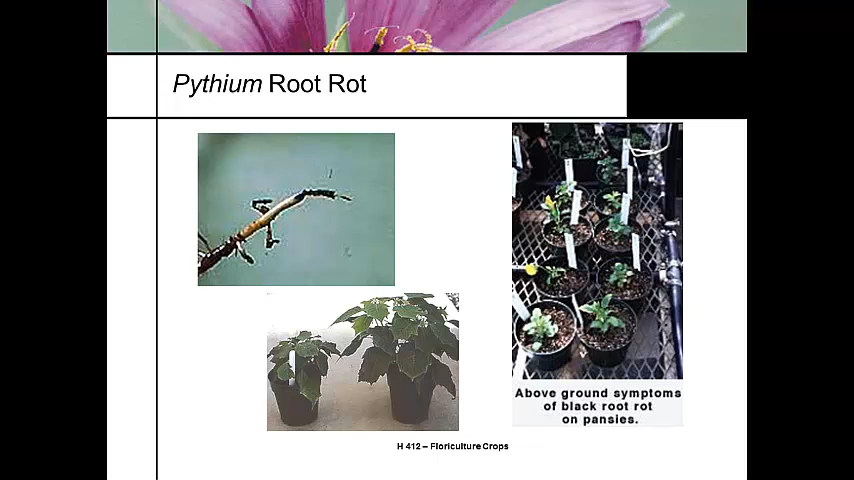 Pythium Root Rot
Above ground symptoms
of black root rot
on pansies.
H 412 – Floriculture Crops